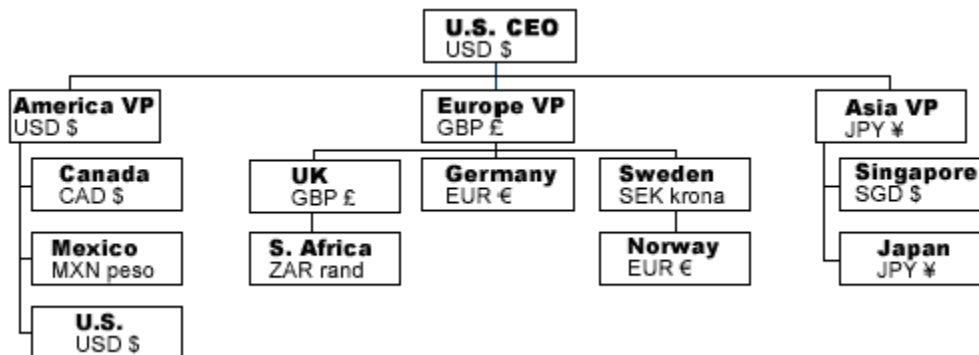 U.S. CEO
USD $
America VP
USD $
Europe VP
GBP £
Asia VP
JPY ¥
Canada
CAD $
UK
GBP £
Germany
EUR €
Sweden
SEK krona
Singapore
SGD $
Mexico
MXN peso
S. Africa
ZAR rand
Norway
EUR €
Japan
JPY ¥
U.S.
USD $